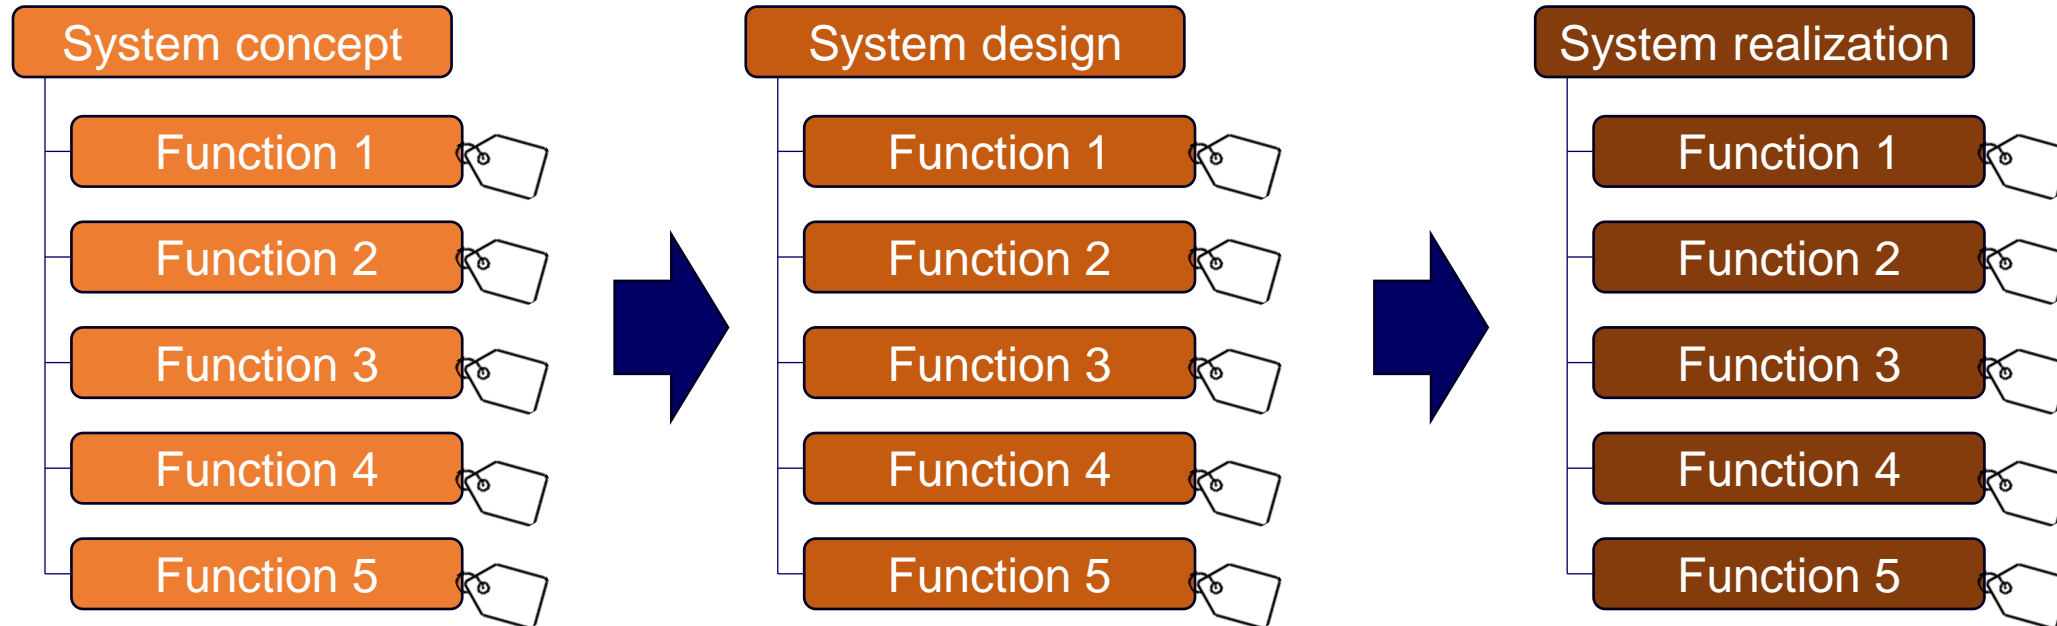 System concept
Function 1
Function 2
Function 3
Function 4
Function 5
System design
Function 1
Function 2
Function 3
Function 4
Function 5
System realization
Function 1
Function 2
Function 3
Function 4
Function 5